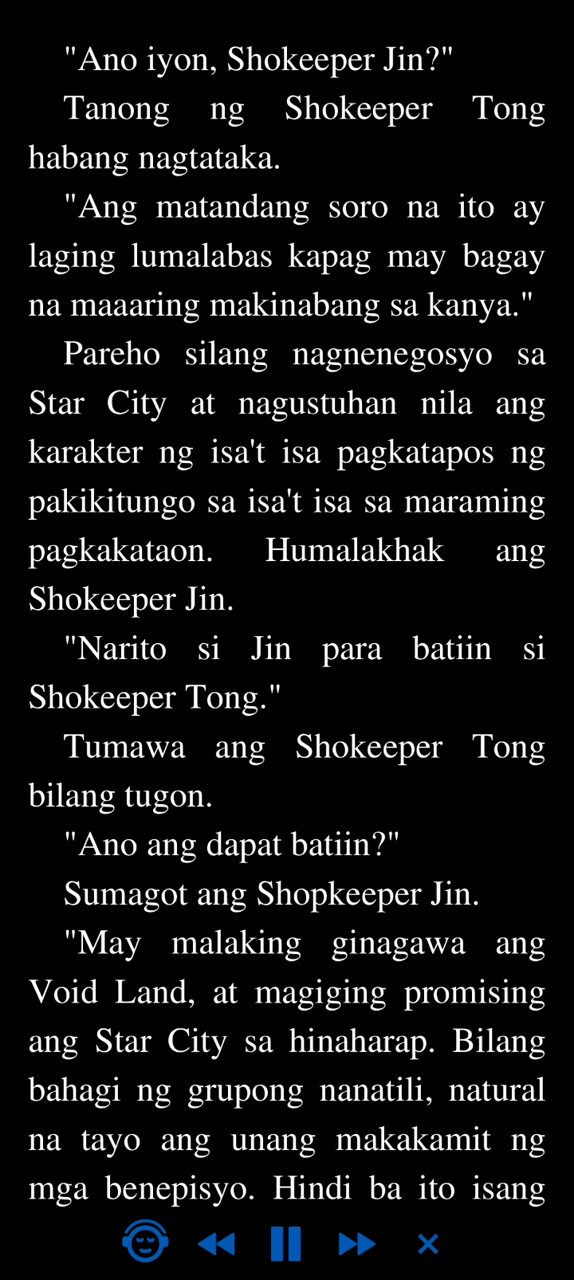 "Ano iyon, Shokeeper Jin?"
Tanong ng Shokeeper Tong
habang nagtataka.
"Ang matandang soro na ito ay
laging lumalabas kapag may bagay
na maaaring makinabang sa kanya."
Pareho silang nagnenegosyo sa
Star City at nagustuhan nila ang
karakter ng isa't isa pagkatapos ng
pakikitungo sa isa't isa sa maraming
pagkakataon. Humalakhak ang
Shokeeper Jin.
"Narito si Jin para batiin si
Shokeeper Tong."
Tumawa ang Shokeeper Tong
bilang tugon.
"Ano ang dapat batiin?"
Sumagot ang Shopkeeper Jin.
"May malaking ginagawa ang
Void Land, at magiging promising
ang Star City sa hinaharap. Bilang
bahagi ng grupong nanatili, natural
na tayo ang unang makakamit ng
mga benepisyo. Hindi ba ito isang